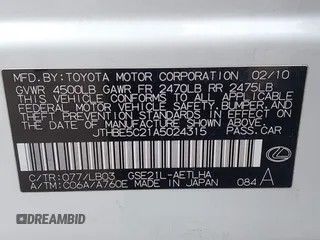 MFD. BY: TOYOTA MOTOR CORPORATION 02/10
GVWR 4500LB GAWR FR 2470LB RR 2475LB
THIS VEHICLE CONFORMS TO ALL APPLICABLE
FEDERAL MOTOR VEHICLE SAFETY, BUMPER, AND
THEFT PREVENTION STANDARDS IN EFFECT ON
THE DATE OF MANUFACTURE SHOWN ABOVE.
JTHBE5C21A5024315 PASS. CAR
C/TR: 077/LB03 GSE21L-AETLHA
A/TM: C06A/A760E MADE IN JAPAN 084 A
DREAMBID